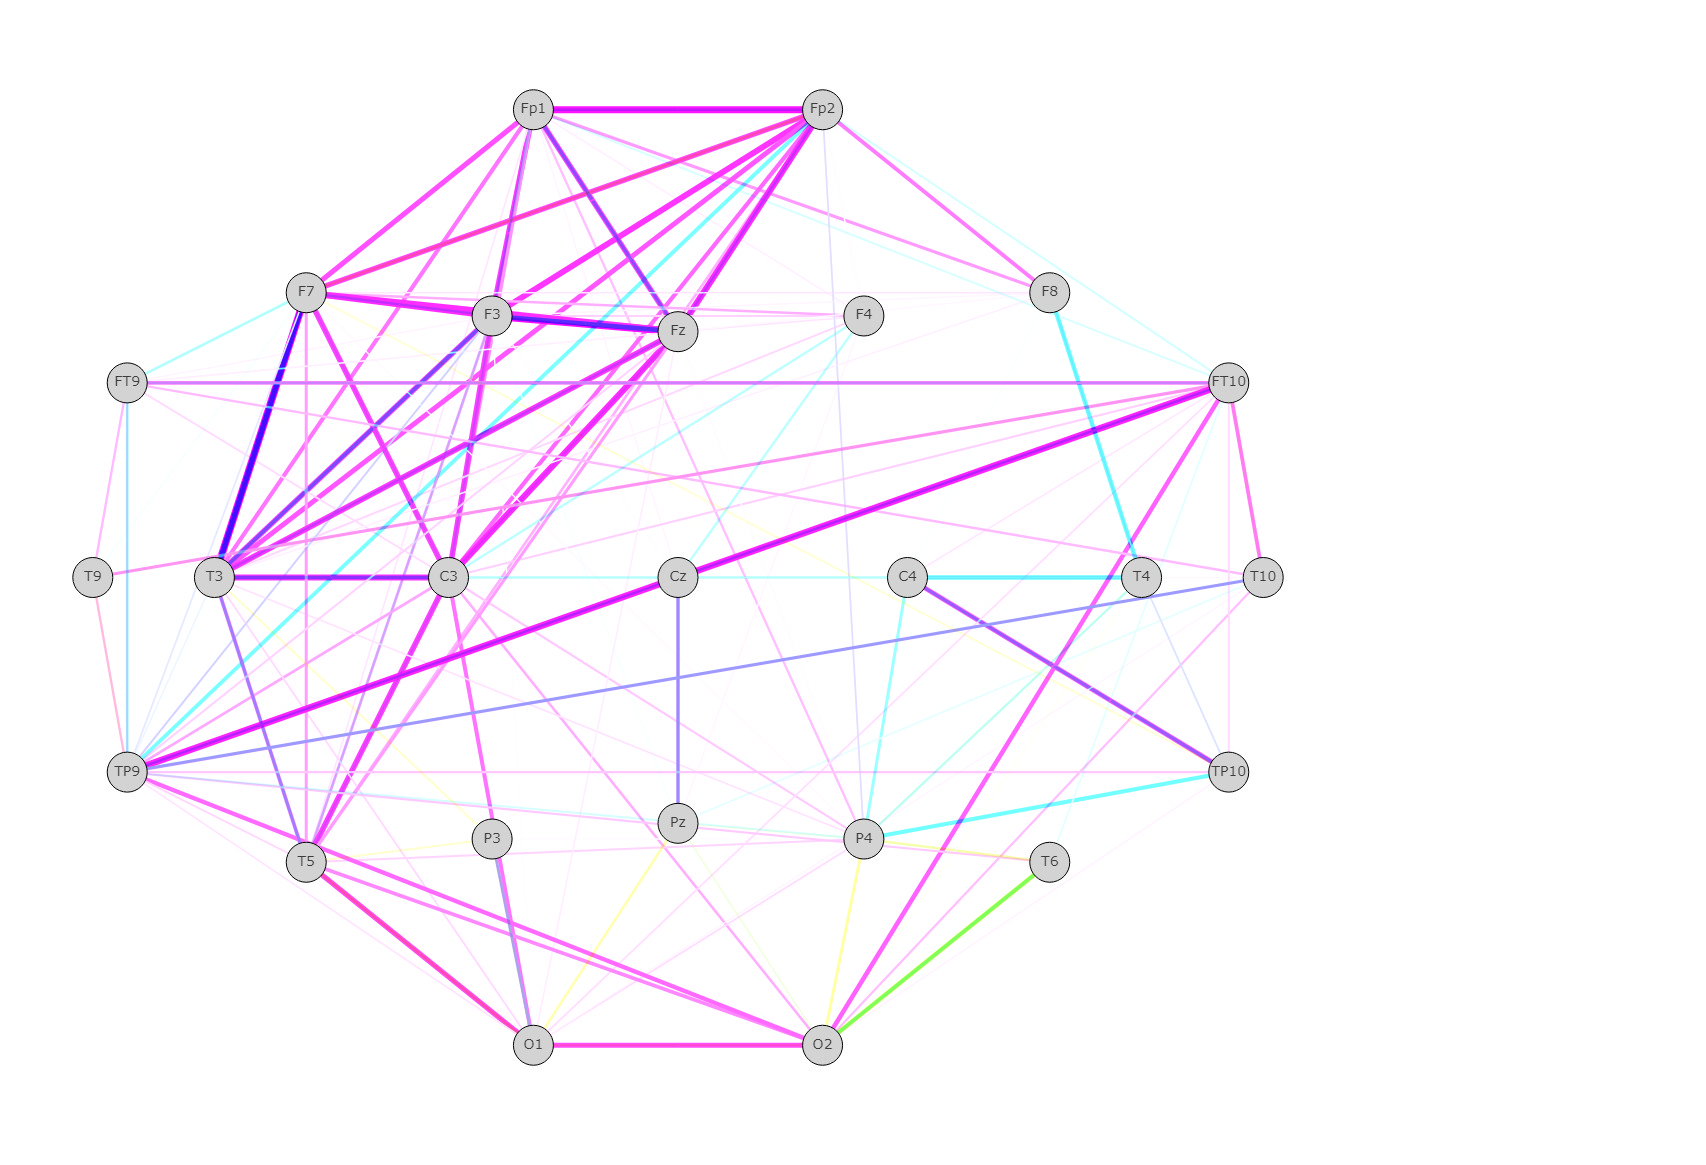 Fp1 Fp2
F7 F3 Fz F4 F8
FT9 FT10
T9 T3 C3 Cz C4 T4 T10
TP9 TP10
T5 P3 Pz P4 T6
O1 O2